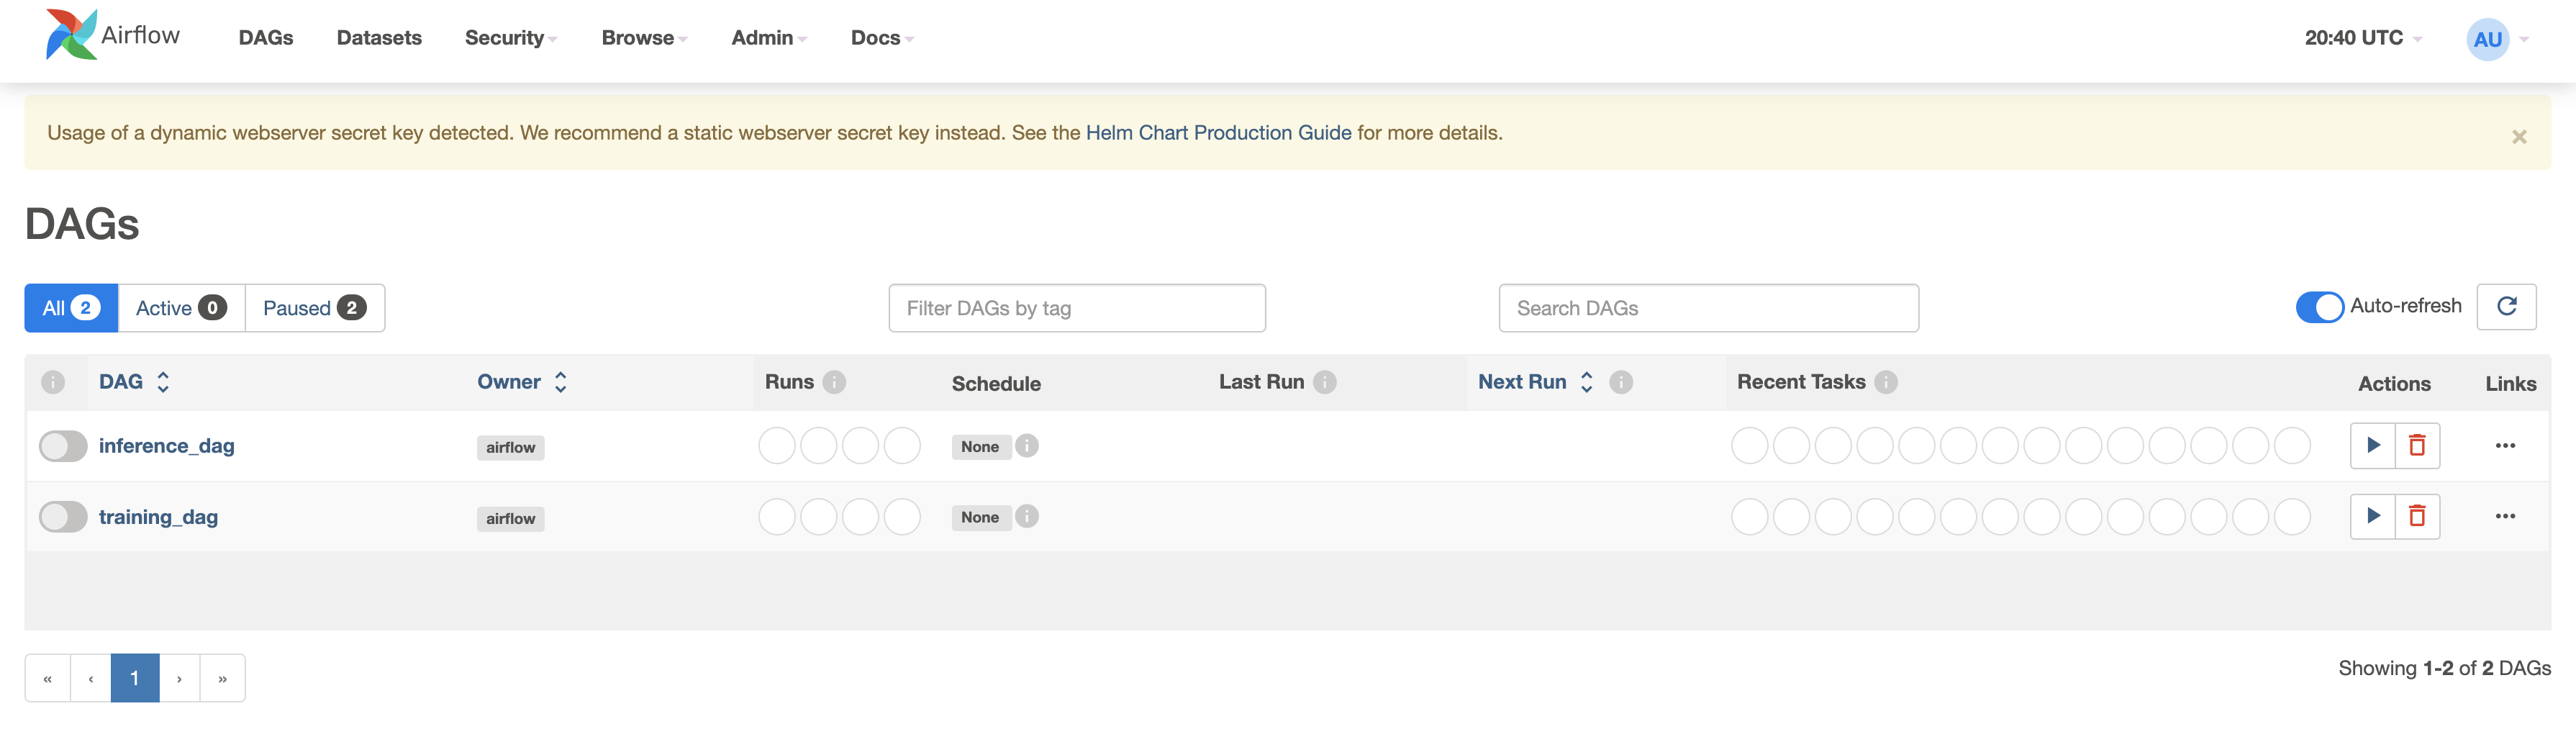 Airflow DAGs Datasets Security Browse Admin Docs 20:40 UTC AU
Usage of a dynamic webserver secret key detected. We recommend a static webserver secret key instead. See the Helm Chart Production Guide for more details. ×
DAGs
All 2 Active 0 Paused 2 Filter DAGs by tag Search DAGs Auto-refresh
i DAG Owner Runs i Schedule Last Run i Next Run i Recent Tasks i Actions Links
inference_dag airflow None i ...
training_dag airflow None i ...
« ‹ 1 › » Showing 1-2 of 2 DAGs